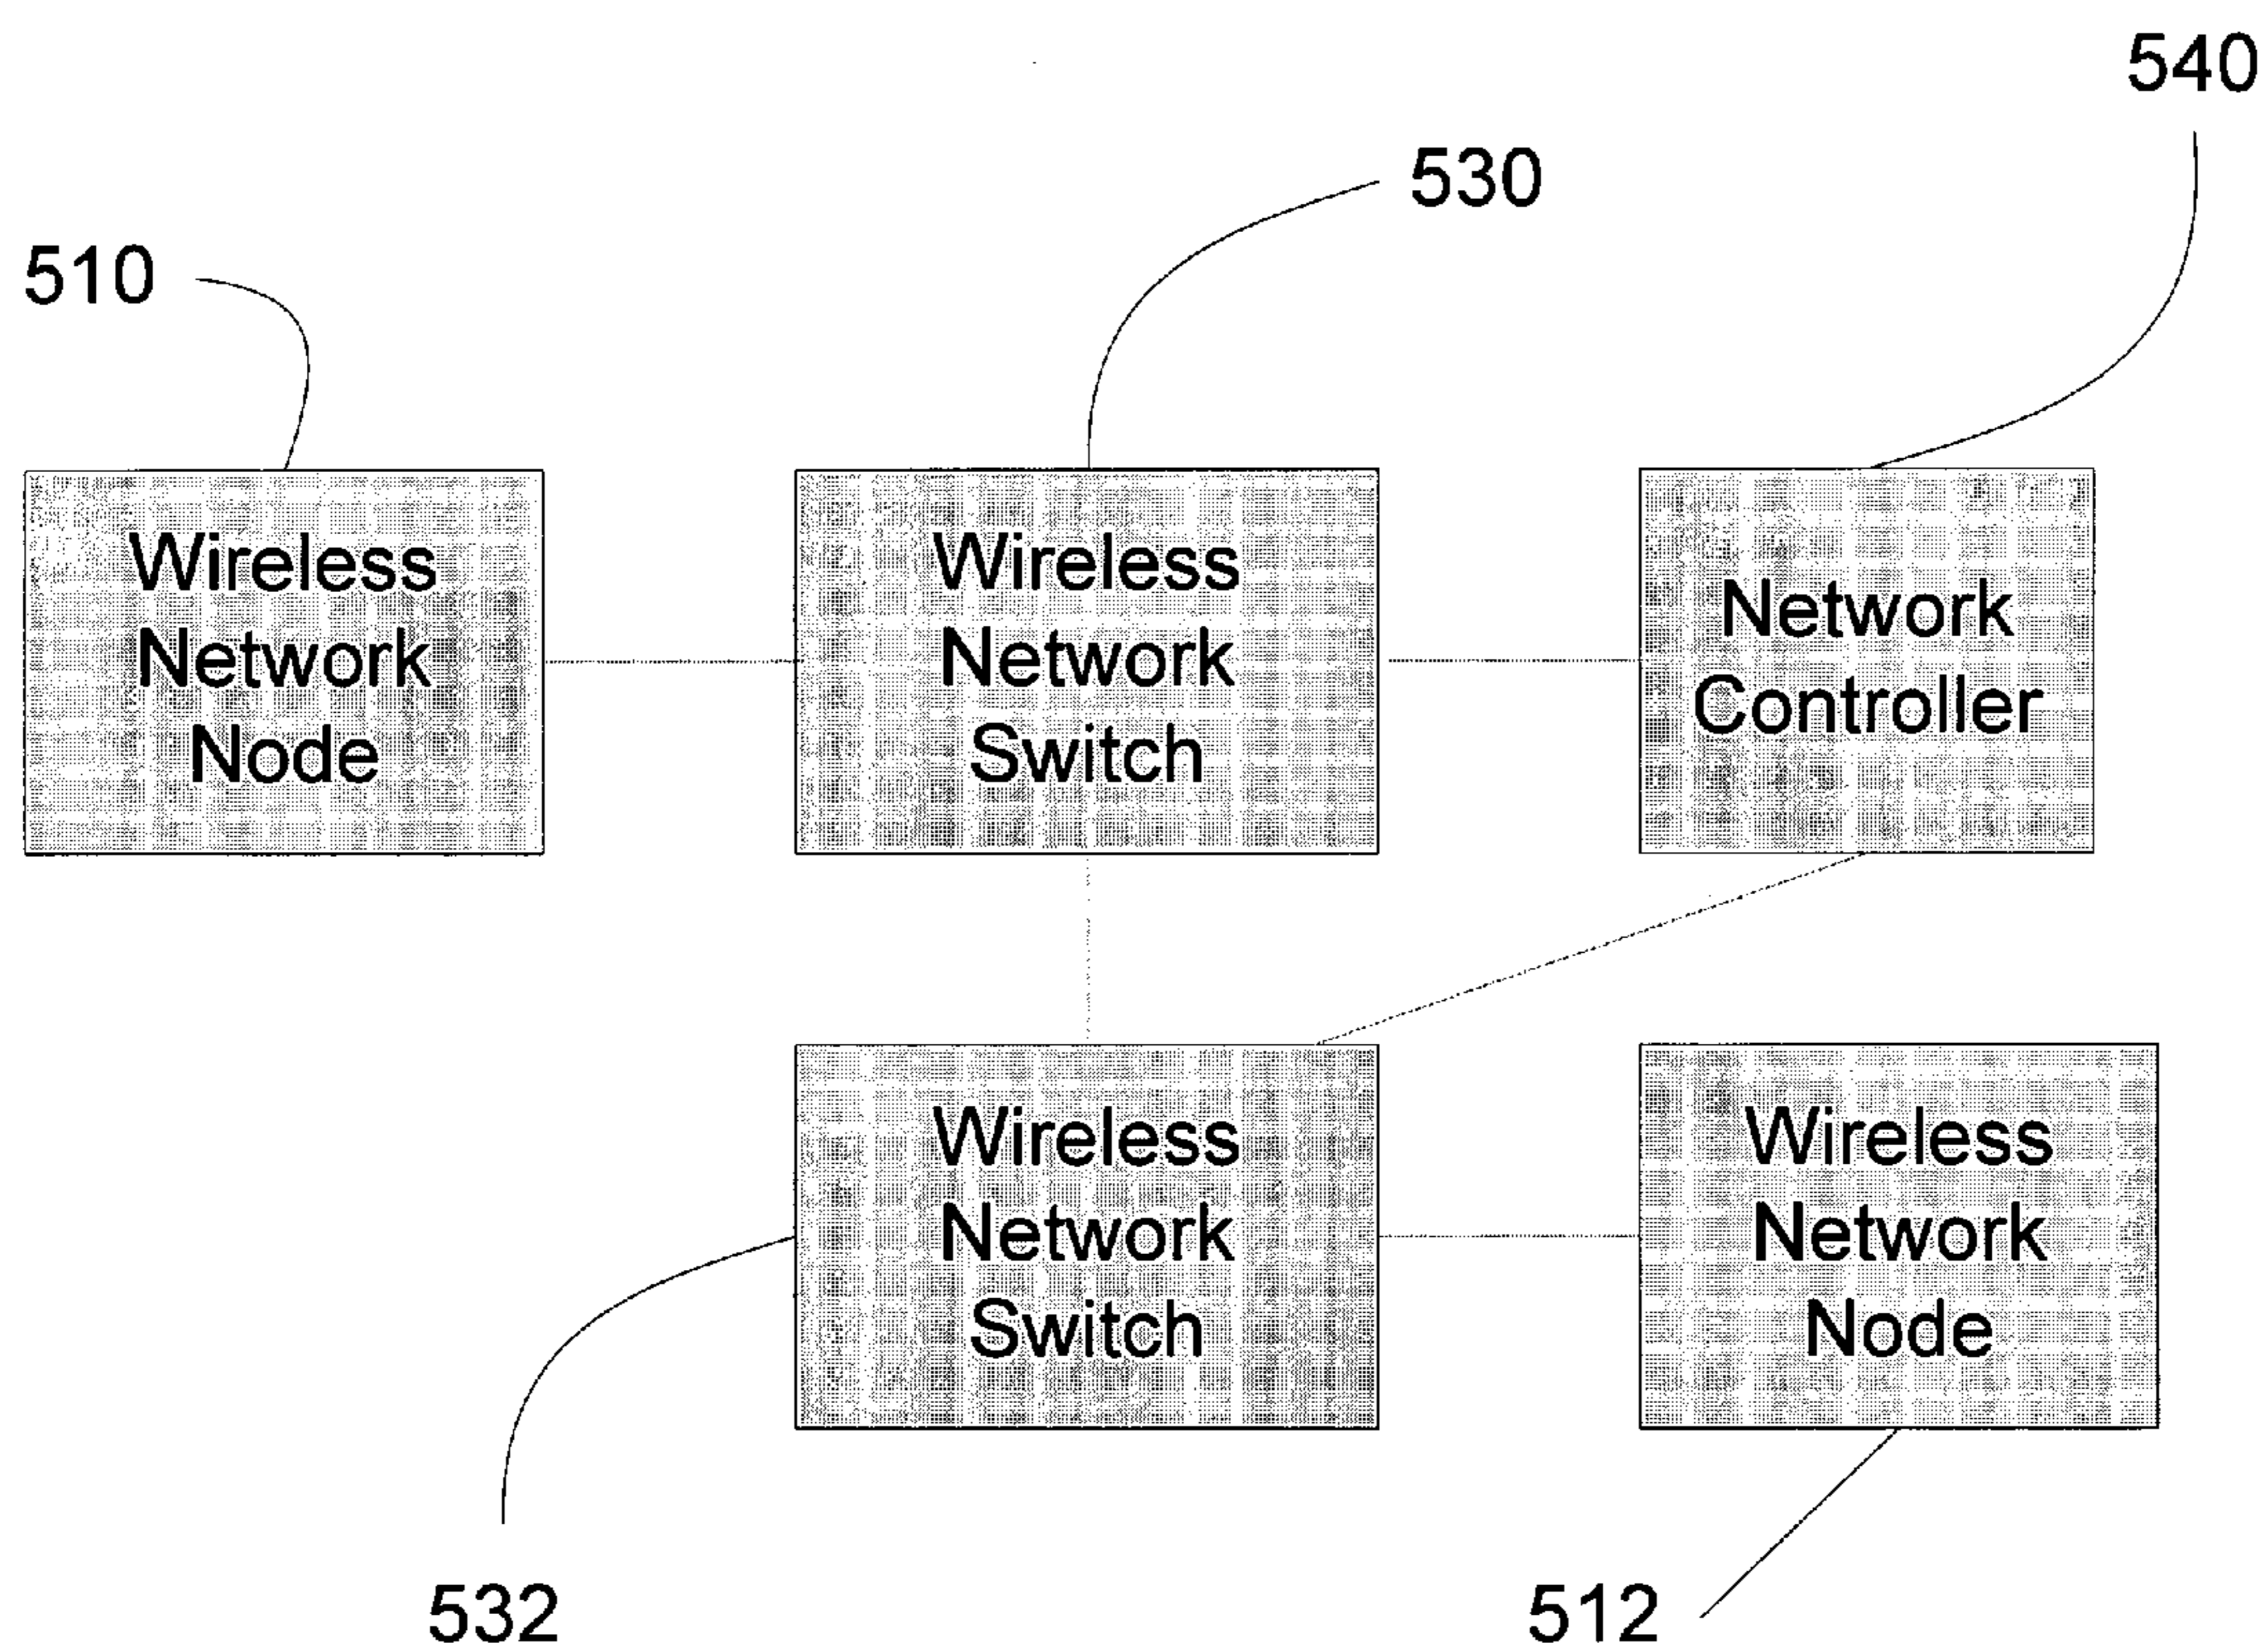 540
530
510
Wireless
Network
Node
Wireless
Network
Switch
Network
Controller
Wireless
Network
Switch
Wireless
Network
Node
532
512